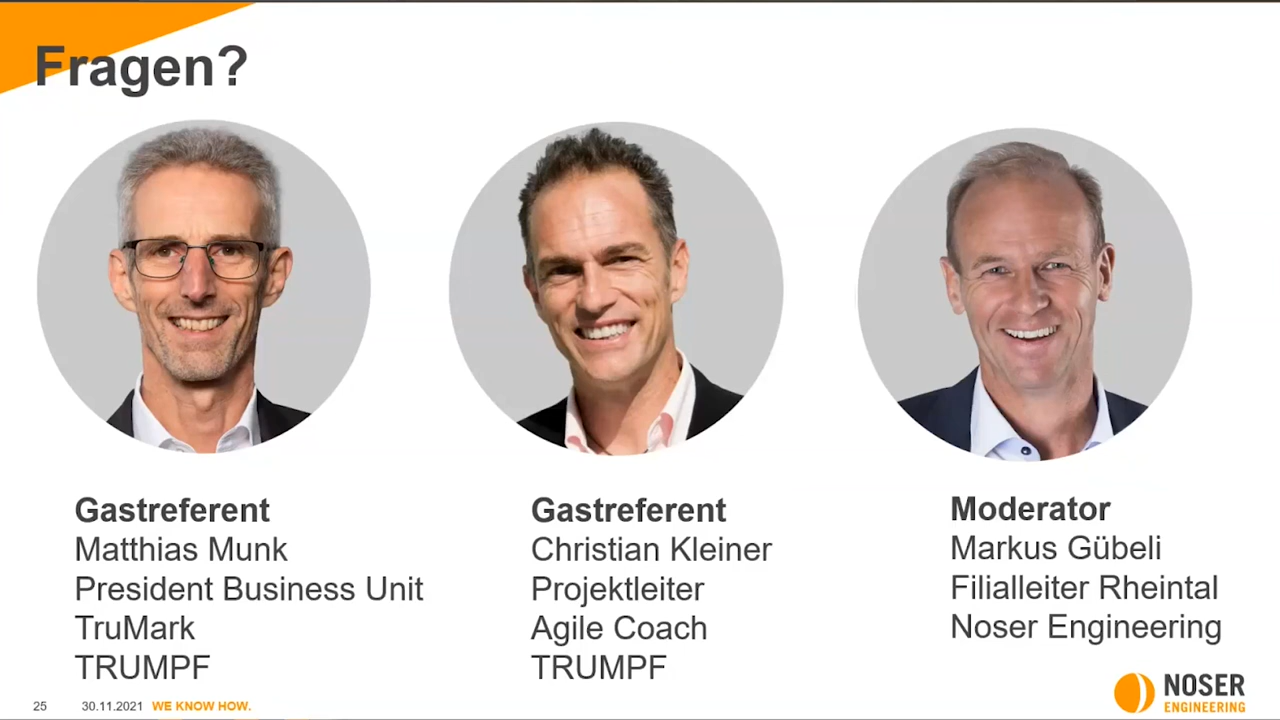 Fragen?
Gastreferent
Matthias Munk
President Business Unit
TruMark
TRUMPF
Gastreferent
Christian Kleiner
Projektleiter
Agile Coach
TRUMPF
Moderator
Markus Gübeli
Filialleiter Rheintal
Noser Engineering
25 30.11.2021 WE KNOW HOW.
NOSER
ENGINEERING